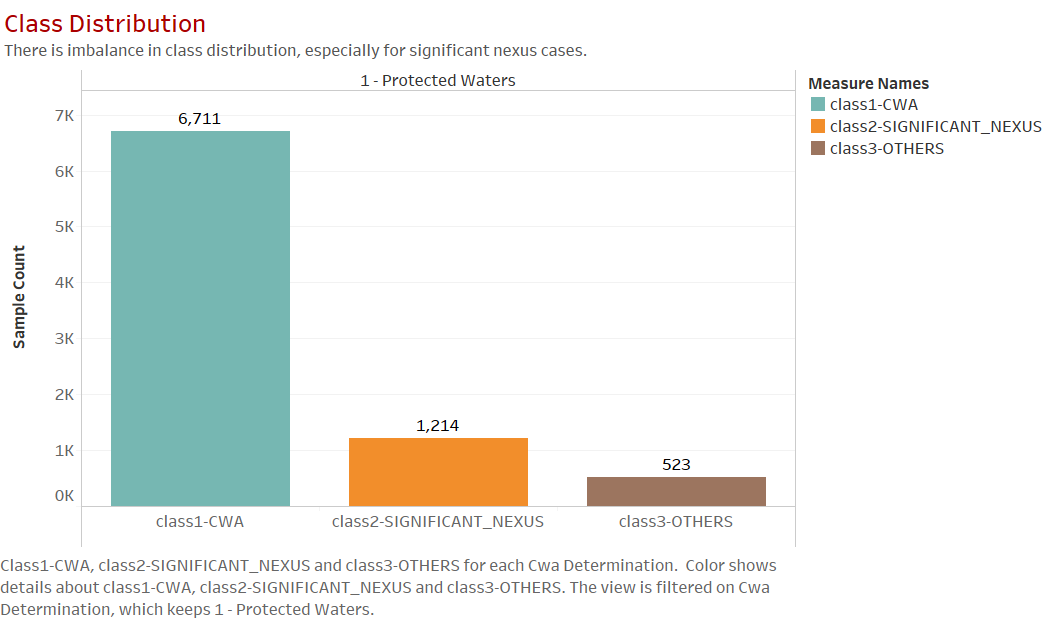 Class Distribution
There is imbalance in class distribution, especially for significant nexus cases.
1 - Protected Waters
Measure Names
class1-CWA
class2-SIGNIFICANT_NEXUS
class3-OTHERS
Sample Count
7K
6K
5K
4K
3K
2K
1K
0K
6,711
1,214
523
class1-CWA
class2-SIGNIFICANT_NEXUS
class3-OTHERS
Class1-CWA, class2-SIGNIFICANT_NEXUS and class3-OTHERS for each Cwa Determination.  Color shows
details about class1-CWA, class2-SIGNIFICANT_NEXUS and class3-OTHERS. The view is filtered on Cwa
Determination, which keeps 1 - Protected Waters.